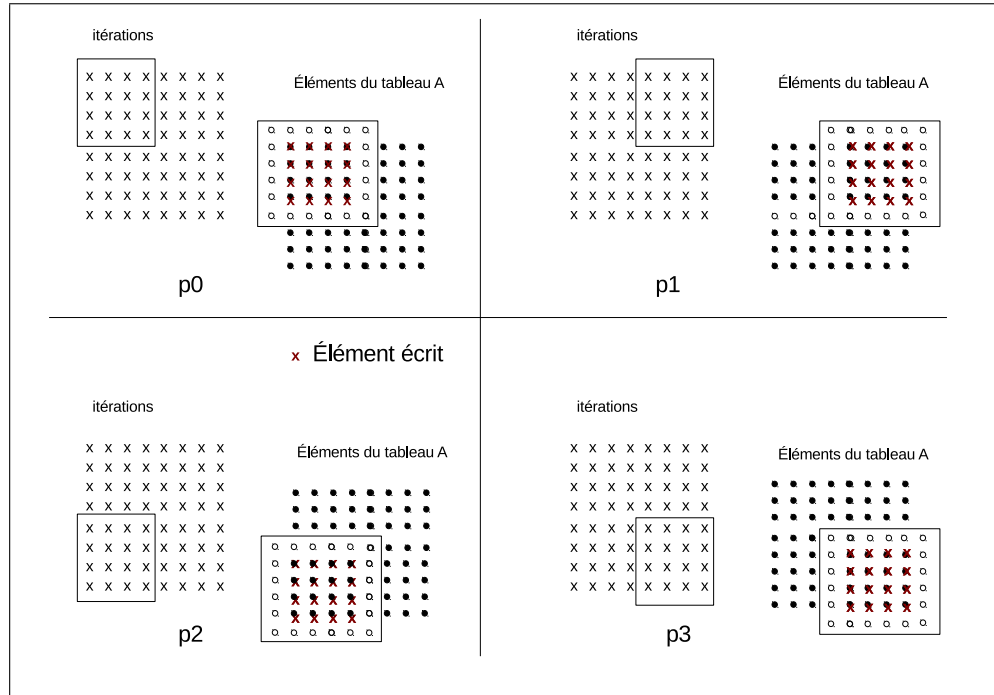 itérations
Éléments du tableau A
p0
itérations
Éléments du tableau A
p1
x Élément écrit
itérations
Éléments du tableau A
p2
itérations
Éléments du tableau A
p3